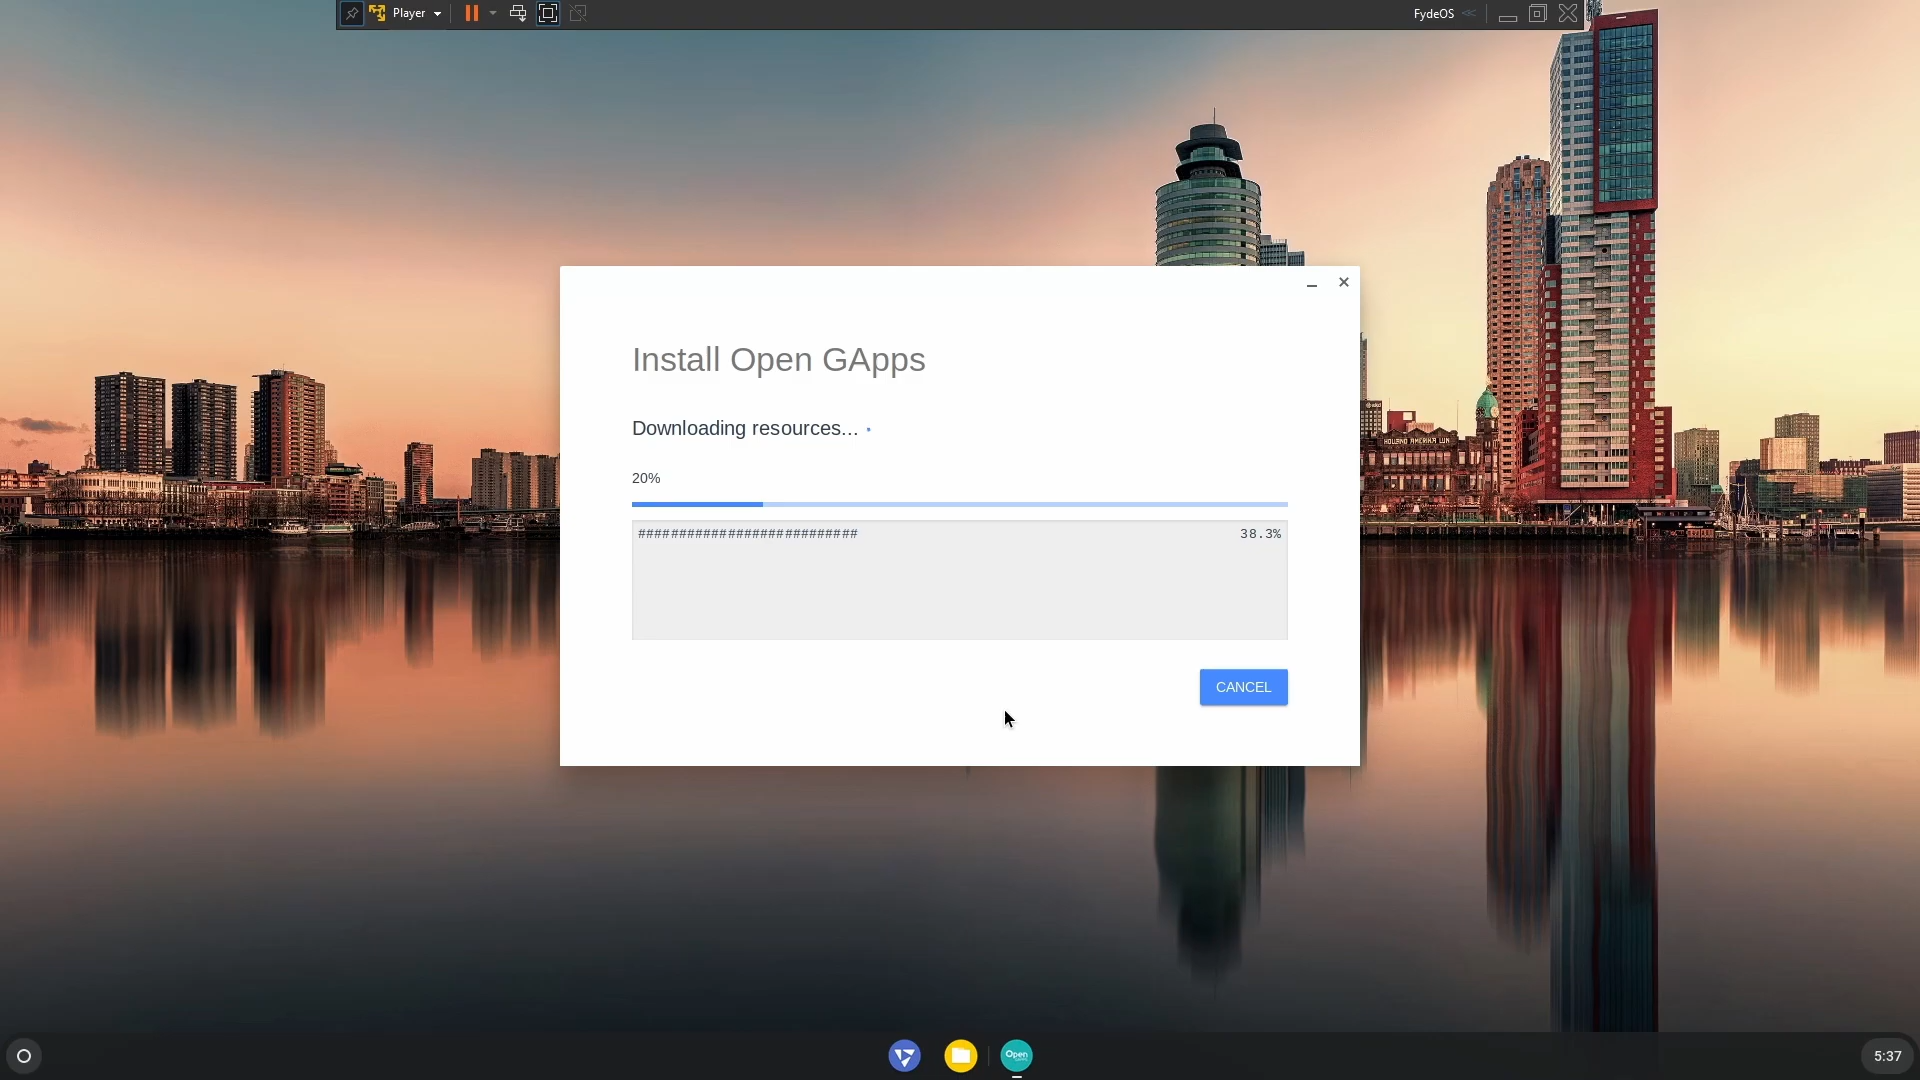 Player
FydeOS
Install Open GApps
Downloading resources...
20%
########################### 38.3%
CANCEL
HOLLAND AMERIKA LIJN
Open
5:37